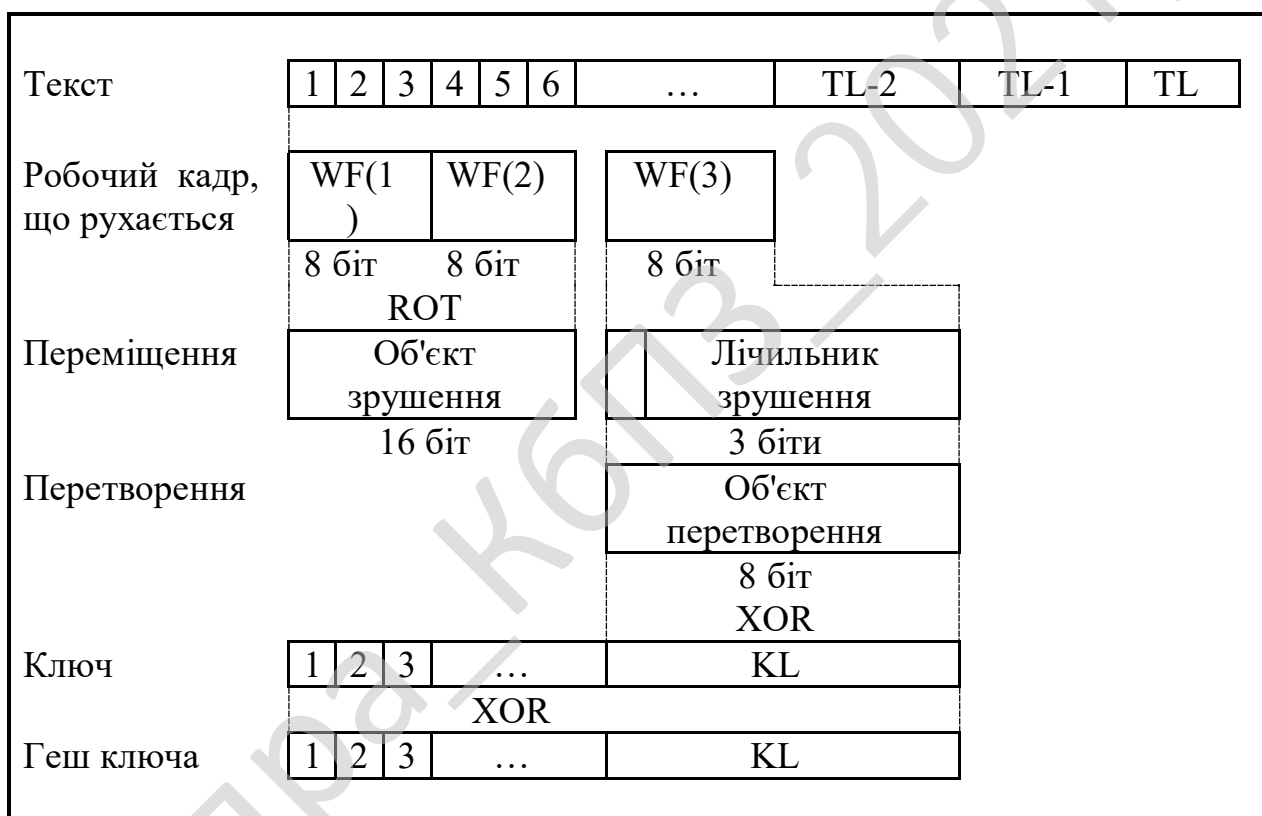 Текст 1 2 3 4 5 6 … TL-2 TL-1 TL
Робочий кадр, WF(1 WF(2) WF(3)
що рухається )
8 біт 8 біт 8 біт
ROT
Переміщення Об'єкт Лічильник
зрушення зрушення
16 біт 3 біти
Перетворення Об'єкт
перетворення
8 біт
XOR
Ключ 1 2 3 … KL
XOR
Геш ключа 1 2 3 … KL